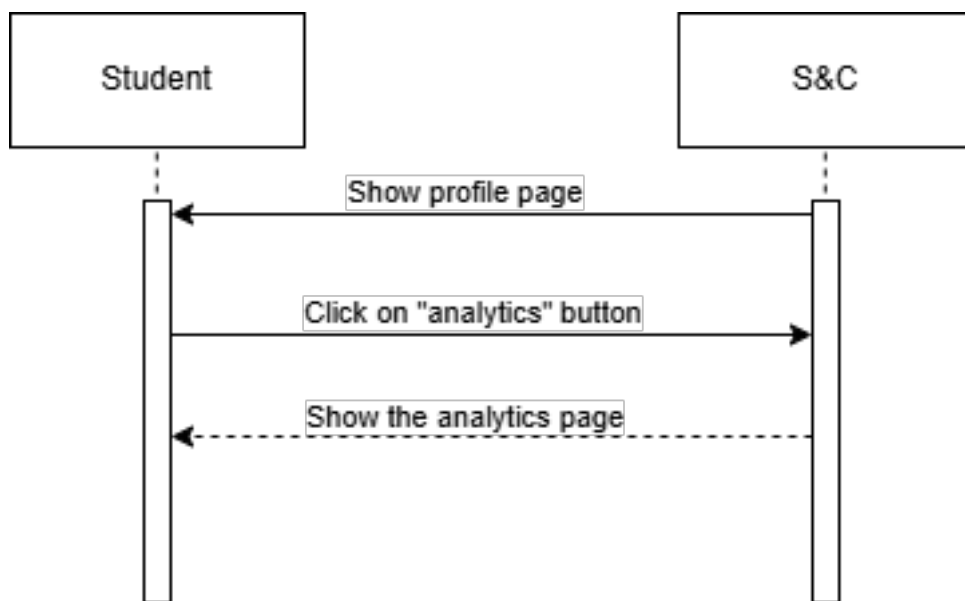 Student
S&C
Show profile page
Click on "analytics" button
Show the analytics page